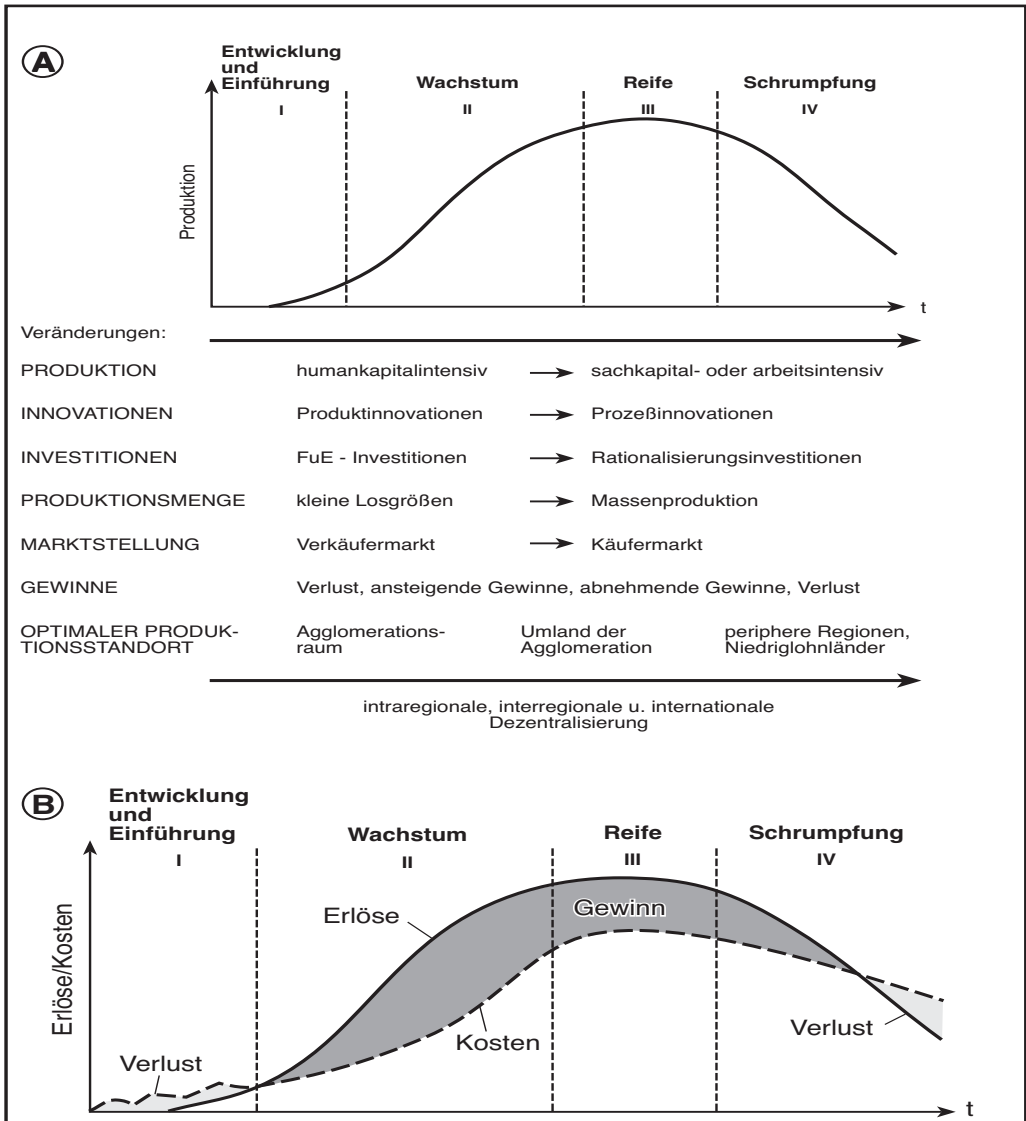 A
Entwicklung
und
Einführung
I
Wachstum
II
Reife
III
Schrumpfung
IV
Produktion
t
Veränderungen:
PRODUKTION humankapitalintensiv sachkapital- oder arbeitsintensiv
INNOVATIONEN Produktinnovationen Prozeßinnovationen
INVESTITIONEN FuE - Investitionen Rationalisierungsinvestitionen
PRODUKTIONSMENGE kleine Losgrößen Massenproduktion
MARKTSTELLUNG Verkäufermarkt Käufermarkt
GEWINNE Verlust, ansteigende Gewinne, abnehmende Gewinne, Verlust
OPTIMALER PRODUK- Agglomerations- Umland der periphere Regionen,
TIONSSTANDORT raum Agglomeration Niedriglohnländer
intraregionale, interregionale u. internationale
Dezentralisierung
B
Entwicklung
und
Einführung
I
Wachstum
II
Reife
III
Schrumpfung
IV
Erlöse/Kosten
Erlöse
Gewinn
Kosten
Verlust
Verlust
t